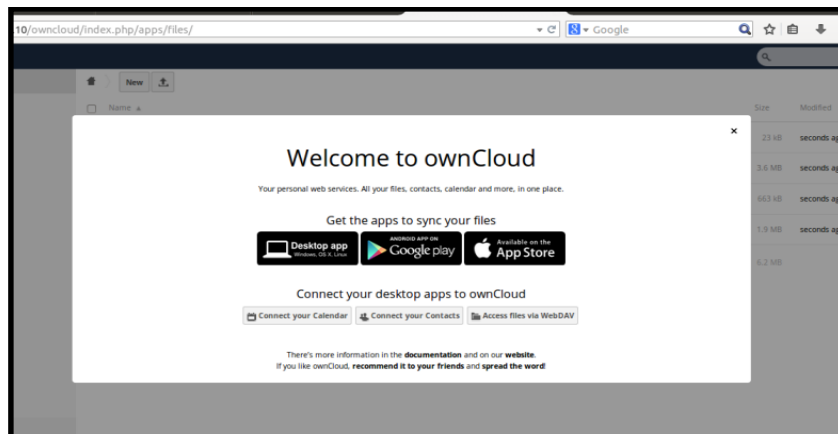 .10/owncloud/index.php/apps/files/
Google
New
Name
Size
Modified
Welcome to ownCloud
Your personal web services. All your files, contacts, calendar and more, in one place.
Get the apps to sync your files
Desktop app
Windows, OS X, Linux
ANDROID APP ON
Google play
Available on the
App Store
Connect your desktop apps to ownCloud
Connect your Calendar
Connect your Contacts
Access files via WebDAV
There's more information in the documentation and on our website.
If you like ownCloud, recommend it to your friends and spread the word!
23 kB seconds ag
3.6 MB seconds ag
663 kB seconds ag
1.9 MB seconds ag
6.2 MB